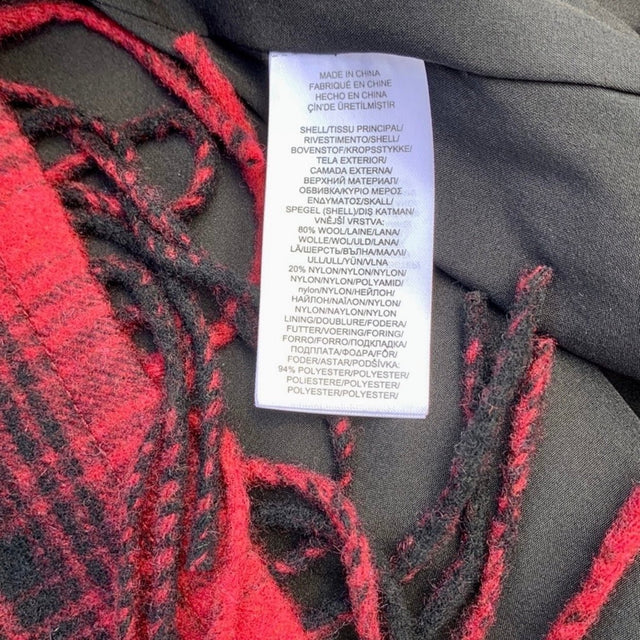 MADE IN CHINA
FABRIQUÉ EN CHINE
HECHO EN CHINA
ÇİN'DE ÜRETİLMİŞTİR
SHELL/TISSU PRINCIPAL/
RIVESTIMENTO/SHELL/
BOVENSTOF/KROPSSTYKKE/
TELA EXTERIOR/
CAMADA EXTERNA/
ВЕРХНИЙ МАТЕРИАЛ/
ОБВИВКА/ΚΥΡΙΟ ΜΕΡΟΣ
ΕΝΔΥΜΑΤΟΣ/SKALL/
SPEGEL (SHELL)/DIŞ KATMAN/
VNĚJŠÍ VRSTVA:
80% WOOL/LAINE/LANA/
WOLLE/WOL/ULD/LANA/
LÃ/ШЕРСТЬ/ВЪЛНА/ΜΑΛΛΙ/
ULL/ULL/YÜN/VLNA
20% NYLON/NYLON/NYLON/
NYLON/NYLON/POLYAMID/
nylon/NYLON/НЕЙЛОН/
НАЙЛОН/ΝΑΪΛΟΝ/NYLON/
NYLON/NAYLON/NYLON
LINING/DOUBLURE/FODERA/
FUTTER/VOERING/FORING/
FORRO/FORRO/ПОДКЛАДКА/
ПОДПЛАТА/ΦΟΔΡΑ/FÔR/
FODER/ASTAR/PODŠÍVKA:
94% POLYESTER/POLYESTER/
POLIESTERE/POLYESTER/
POLYESTER/POLYESTER/